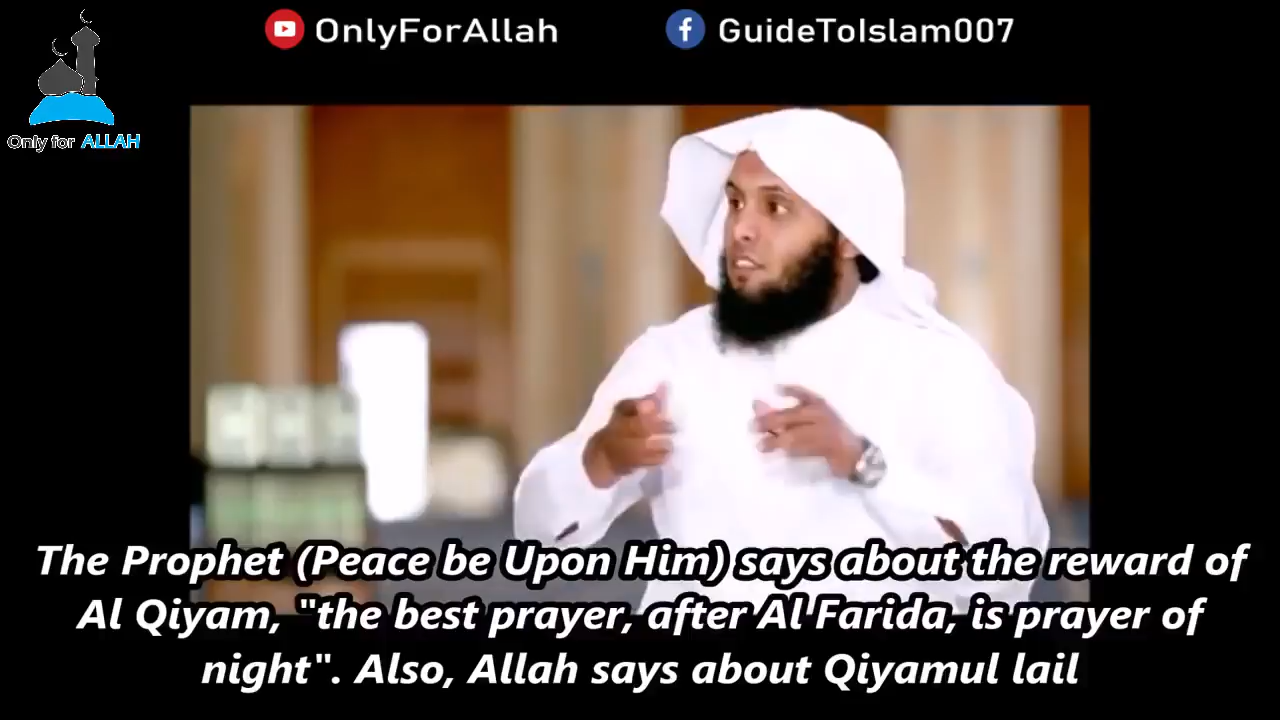 OnlyForAllah
GuideToIslam007
Only for ALLAH
The Prophet (Peace be Upon Him) says about the reward of
Al Qiyam, "the best prayer, after Al Farida, is prayer of
night". Also, Allah says about Qiyamul lail